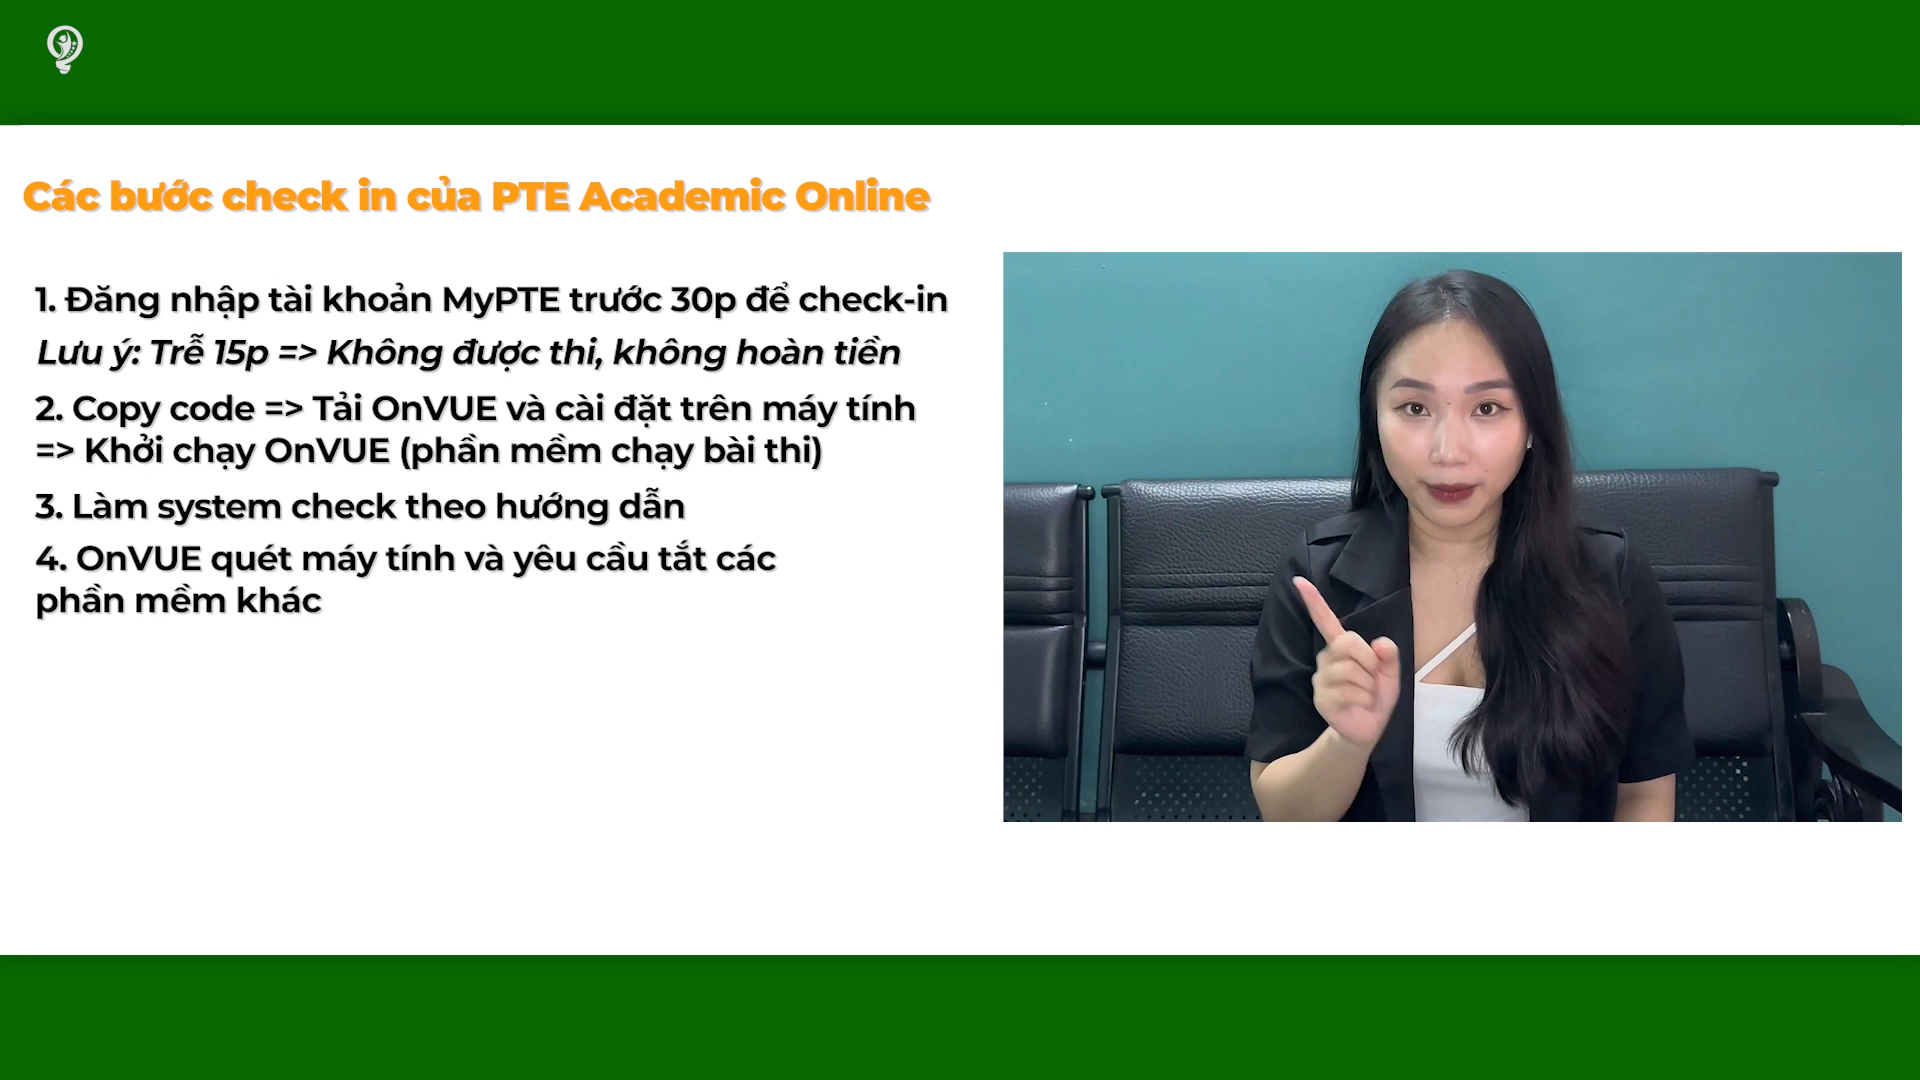 Các bước check in của PTE Academic Online
1. Đăng nhập tài khoản MyPTE trước 30p để check-in
Lưu ý: Trễ 15p => Không được thi, không hoàn tiền
2. Copy code => Tải OnVUE và cài đặt trên máy tính
=> Khởi chạy OnVUE (phần mềm chạy bài thi)
3. Làm system check theo hướng dẫn
4. OnVUE quét máy tính và yêu cầu tắt các
phần mềm khác